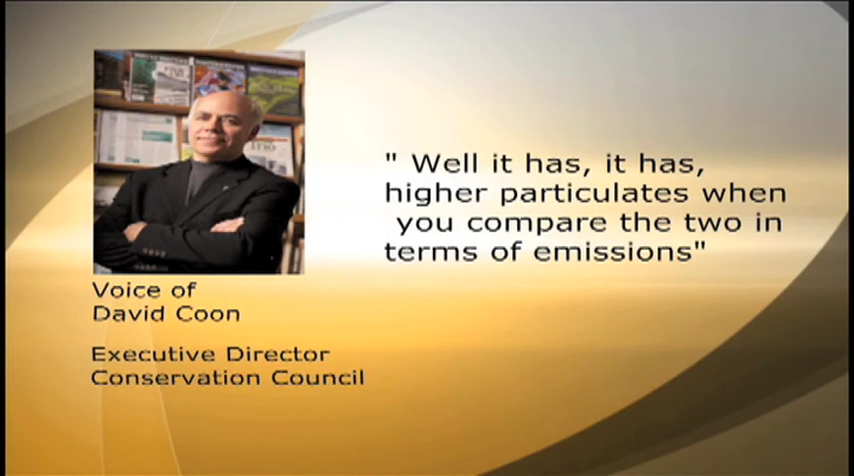 " Well it has, it has,
higher particulates when
you compare the two in
terms of emissions"
Voice of
David Coon
Executive Director
Conservation Council